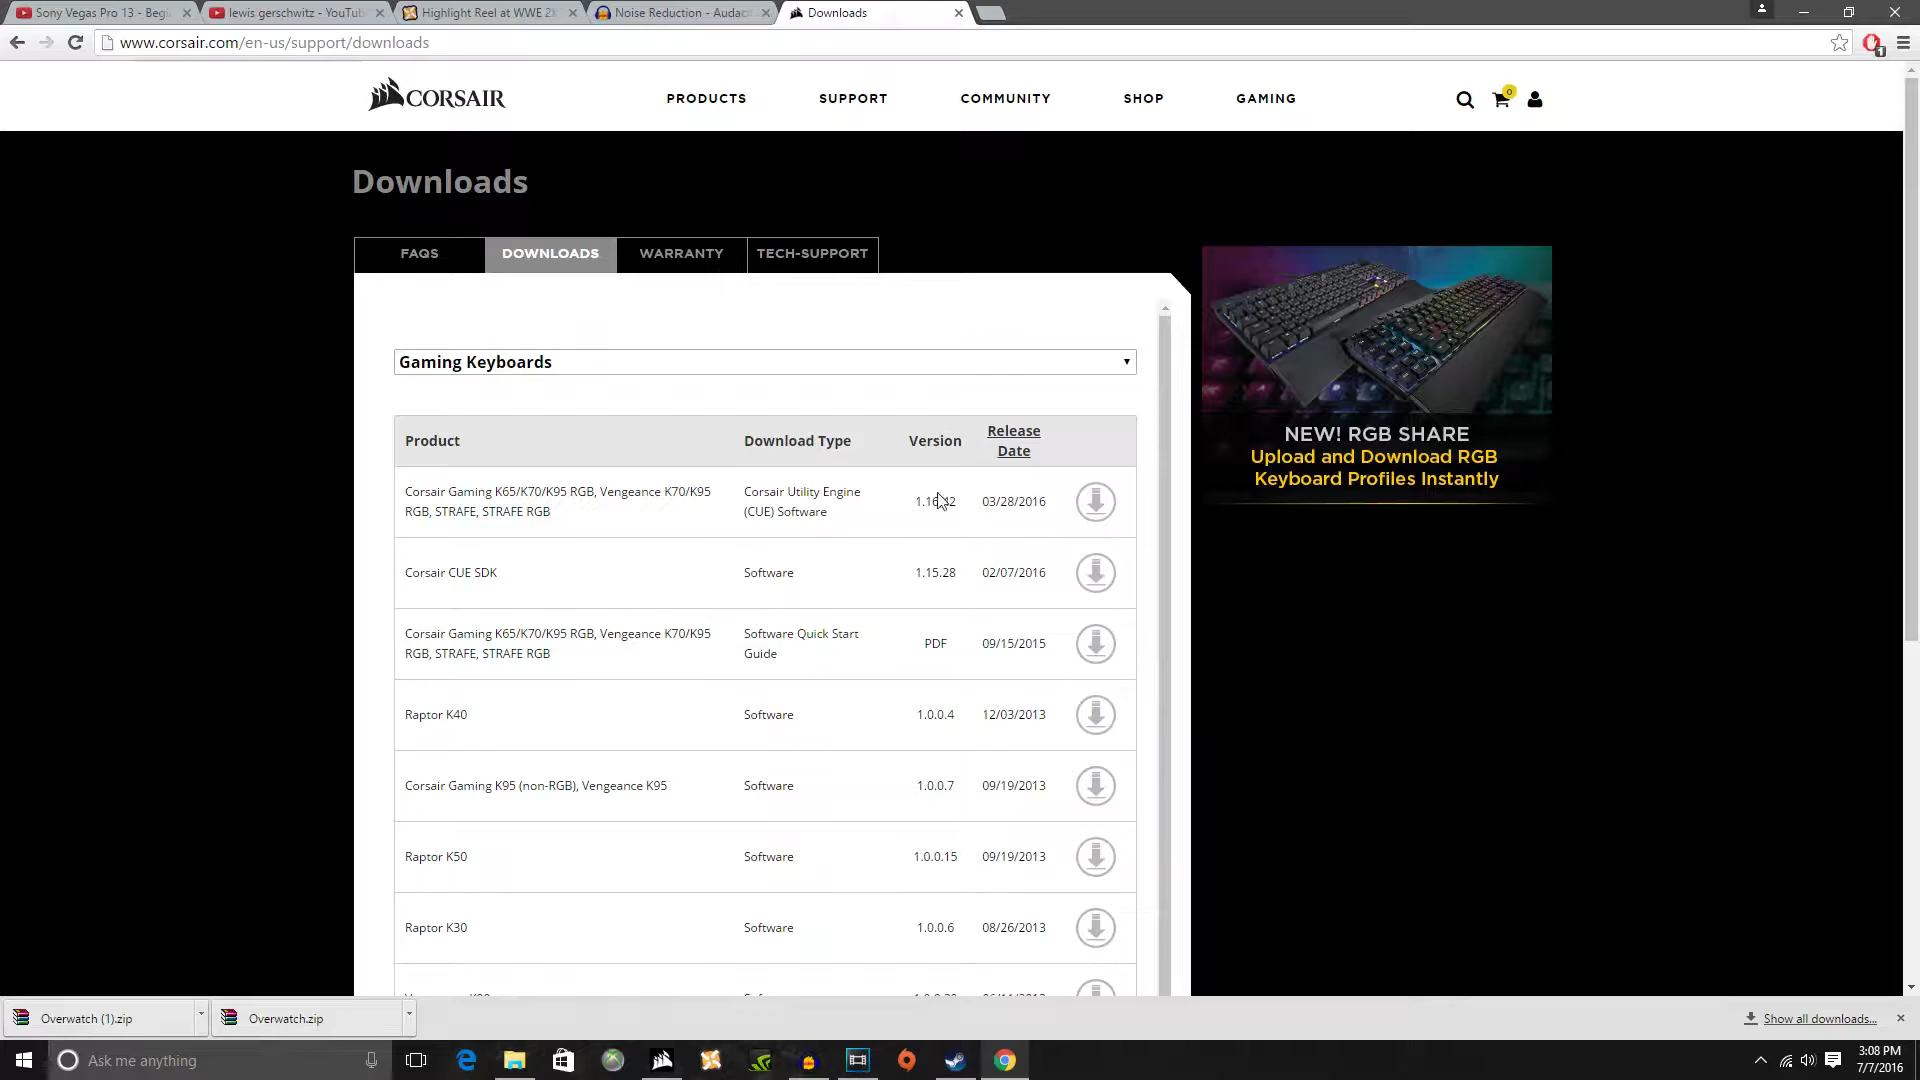 Sony Vegas Pro 13 - Begi
lewis gerschwitz - YouTub
Highlight Reel at WWE 2K
Noise Reduction - Audac
Downloads
www.corsair.com/en-us/support/downloads
1
CORSAIR
PRODUCTS
SUPPORT
COMMUNITY
SHOP
GAMING
0
Downloads
FAQS
DOWNLOADS
WARRANTY
TECH-SUPPORT
Gaming Keyboards
Product
Download Type
Version
Release
Date
Corsair Gaming K65/K70/K95 RGB, Vengeance K70/K95
RGB, STRAFE, STRAFE RGB
Corsair Utility Engine
(CUE) Software
03/28/2016
Corsair CUE SDK
Software
1.15.28
02/07/2016
Corsair Gaming K65/K70/K95 RGB, Vengeance K70/K95
RGB, STRAFE, STRAFE RGB
Software Quick Start
Guide
PDF
09/15/2015
Raptor K40
Software
1.0.0.4
12/03/2013
Corsair Gaming K95 (non-RGB), Vengeance K95
Software
1.0.0.7
09/19/2013
Raptor K50
Software
1.0.0.15
09/19/2013
Raptor K30
Software
1.0.0.6
08/26/2013
NEW! RGB SHARE
Upload and Download RGB
Keyboard Profiles Instantly
Overwatch (1).zip
Overwatch.zip
Show all downloads...
Ask me anything
3:08 PM
7/7/2016